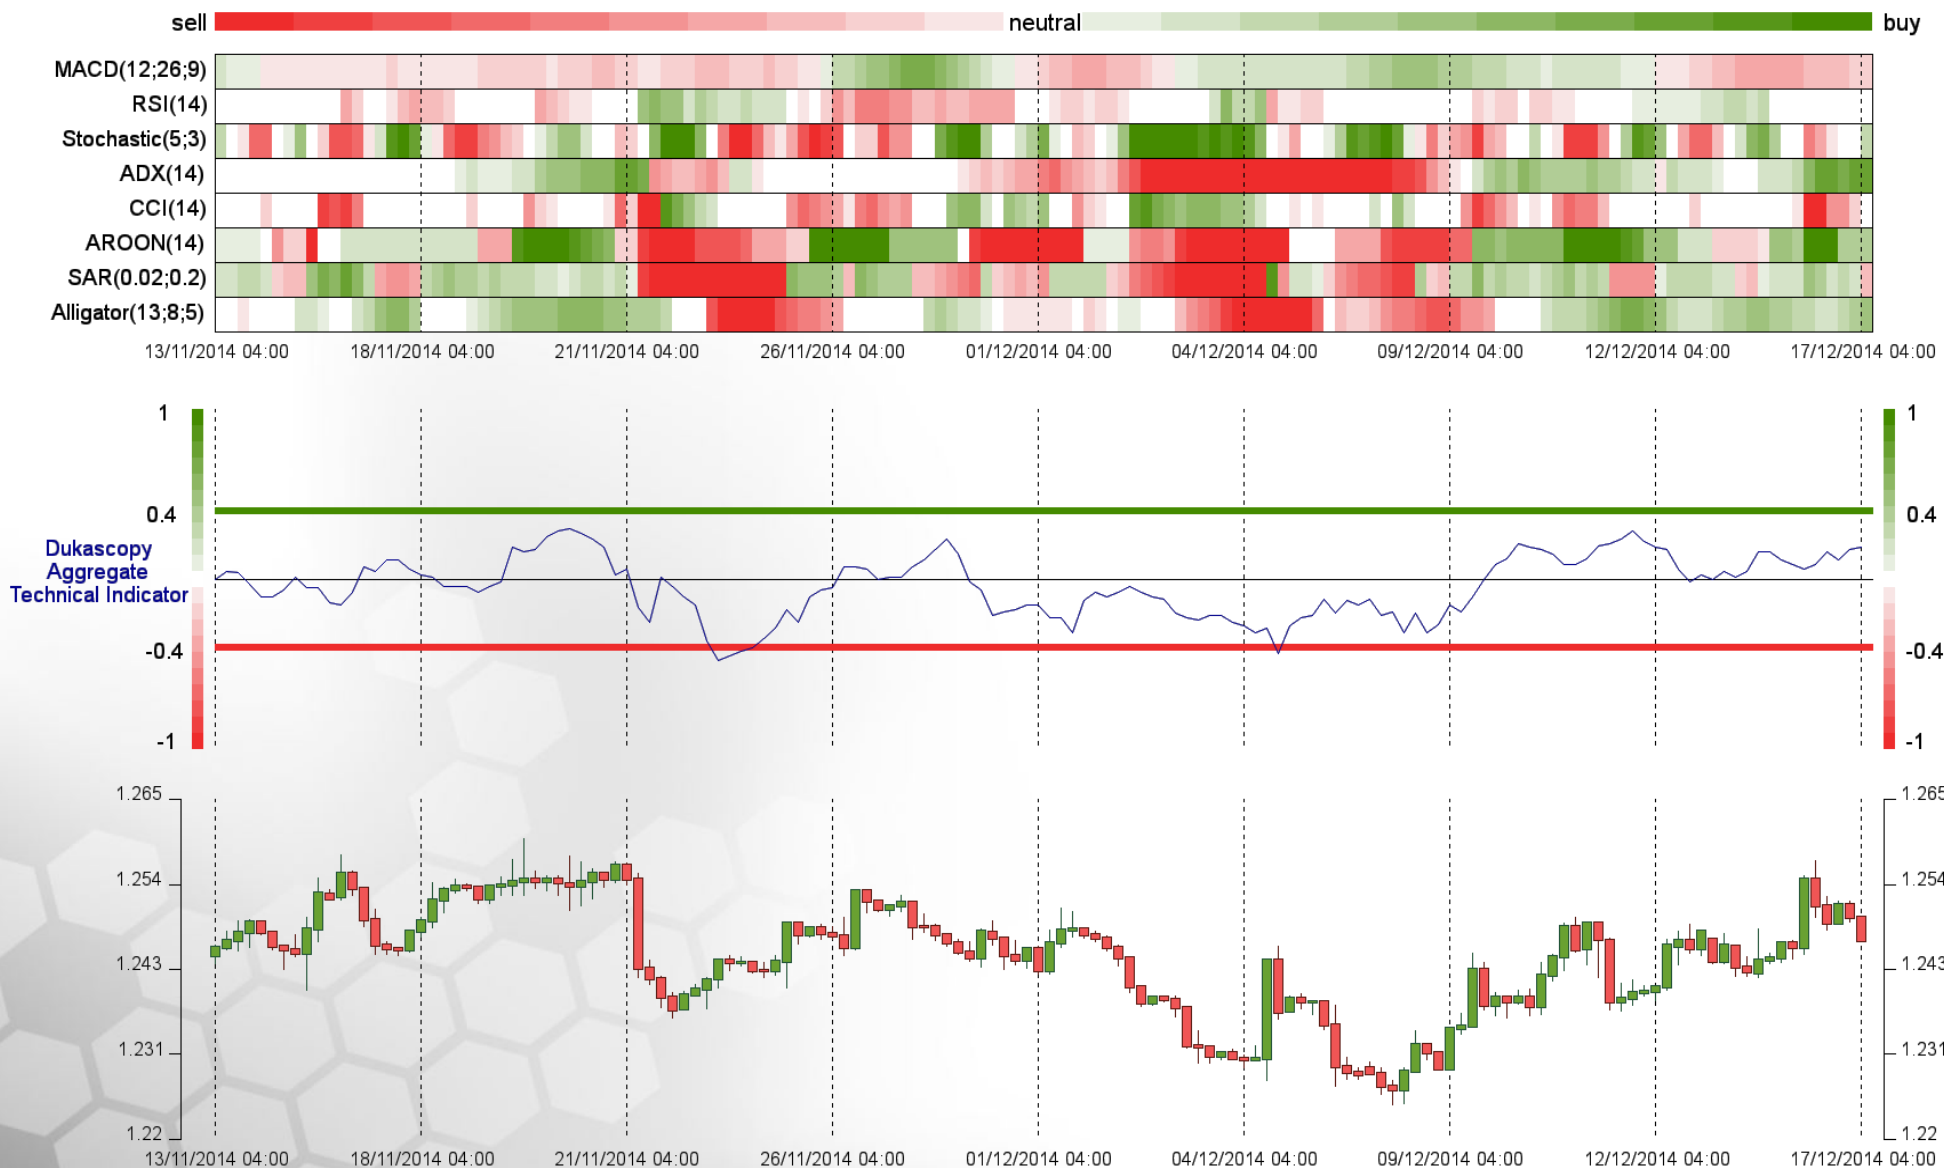 sell neutral buy
MACD(12;26;9)
RSI(14)
Stochastic(5;3)
ADX(14)
CCI(14)
AROON(14)
SAR(0.02;0.2)
Alligator(13;8;5)
13/11/2014 04:00 18/11/2014 04:00 21/11/2014 04:00 26/11/2014 04:00 01/12/2014 04:00 04/12/2014 04:00 09/12/2014 04:00 12/12/2014 04:00 17/12/2014 04:00
1 1
0.4 0.4
Dukascopy
Aggregate
Technical Indicator
-0.4 -0.4
-1 -1
1.265 1.265
1.254 1.254
1.243 1.243
1.231 1.231
1.22 1.22
13/11/2014 04:00 18/11/2014 04:00 21/11/2014 04:00 26/11/2014 04:00 01/12/2014 04:00 04/12/2014 04:00 09/12/2014 04:00 12/12/2014 04:00 17/12/2014 04:00